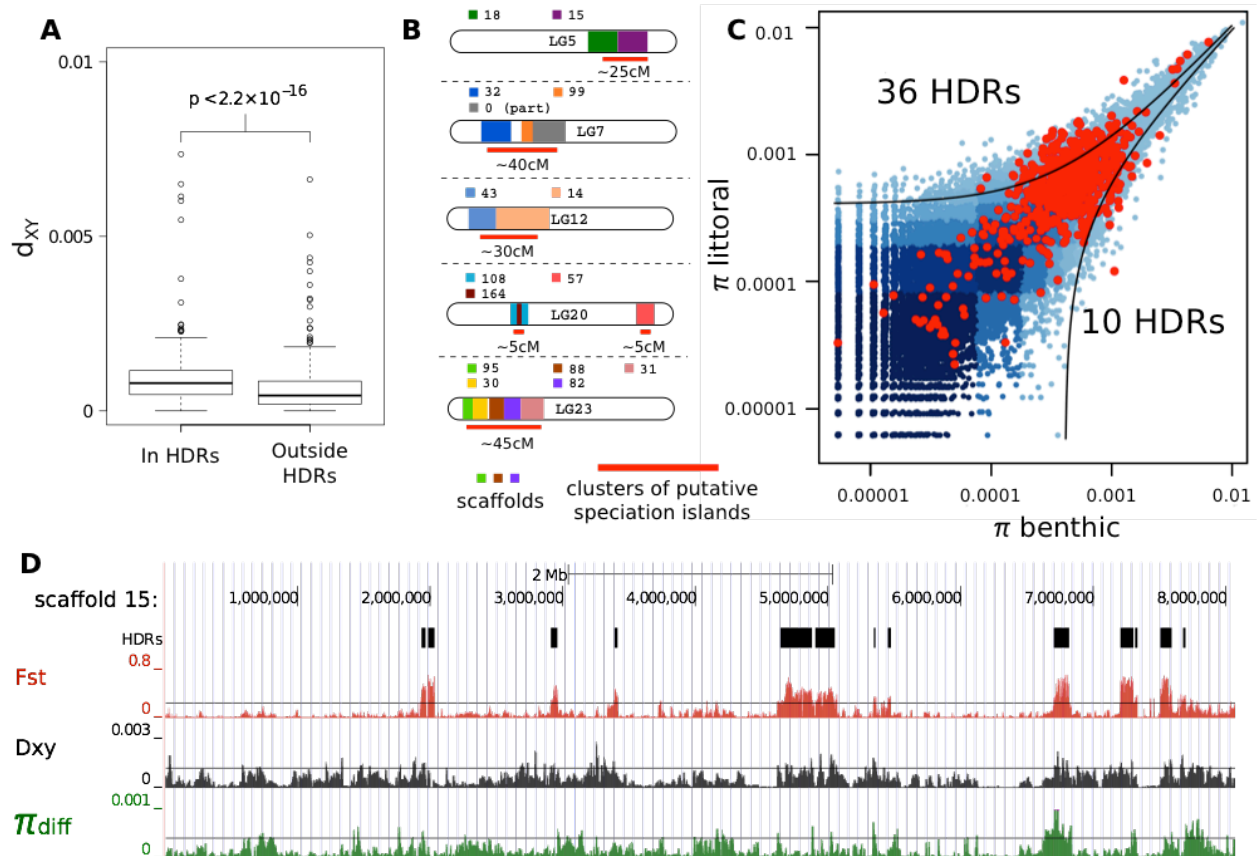 A
0.01
p <2.2×10⁻¹⁶
dXY
0.005
0
In HDRs
Outside
HDRs
B
18 15
LG5
~25cM
32 99
0 (part)
LG7
~40cM
43 14
LG12
~30cM
108 57
164
LG20
~5cM ~5cM
95 88 31
30 82
LG23
~45cM
scaffolds
clusters of putative
speciation islands
C
0.01
36 HDRs
0.001
π littoral
0.0001
10 HDRs
0.00001
0.00001 0.0001 0.001 0.01
π benthic
D
2 Mb
scaffold 15: 1,000,000 2,000,000 3,000,000 4,000,000 5,000,000 6,000,000 7,000,000 8,000,000
HDRs
0.8
Fst
0
0.003
Dxy
0
0.001
πdiff
0